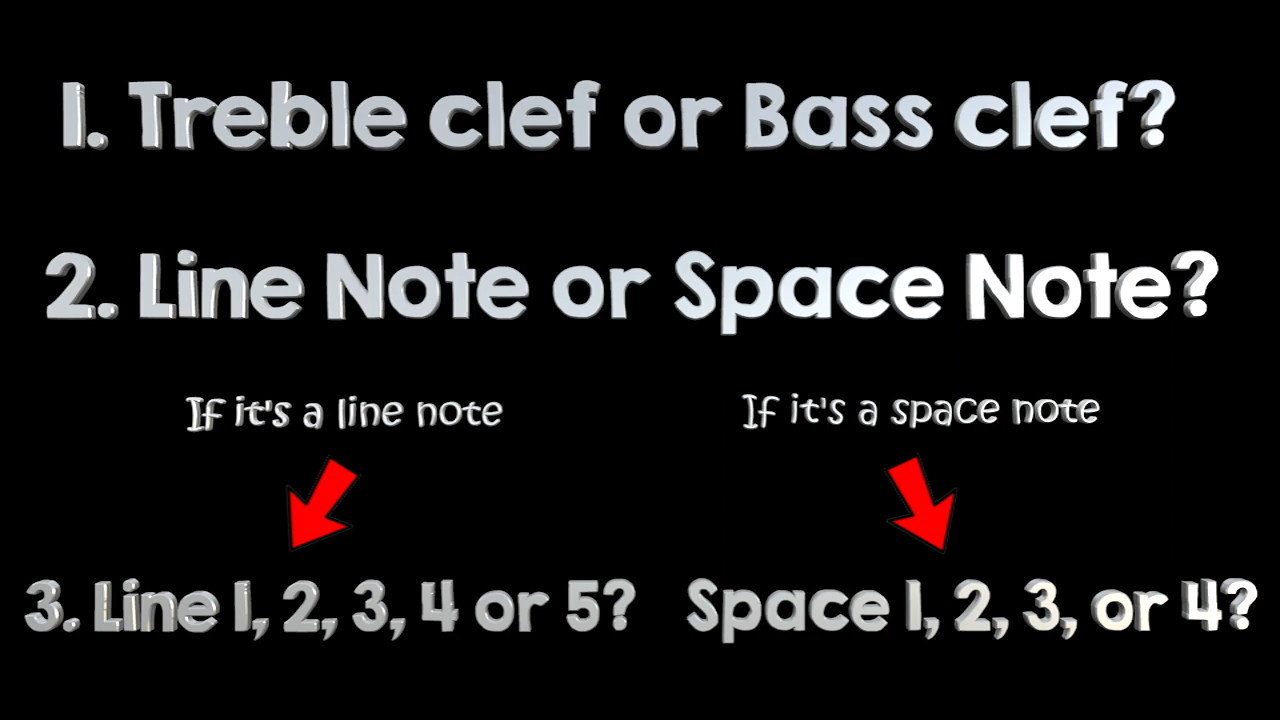 1. Treble clef or Bass clef?
2. Line Note or Space Note?
If it's a line note
If it's a space note
3. Line 1, 2, 3, 4 or 5?
Space 1, 2, 3, or 4?